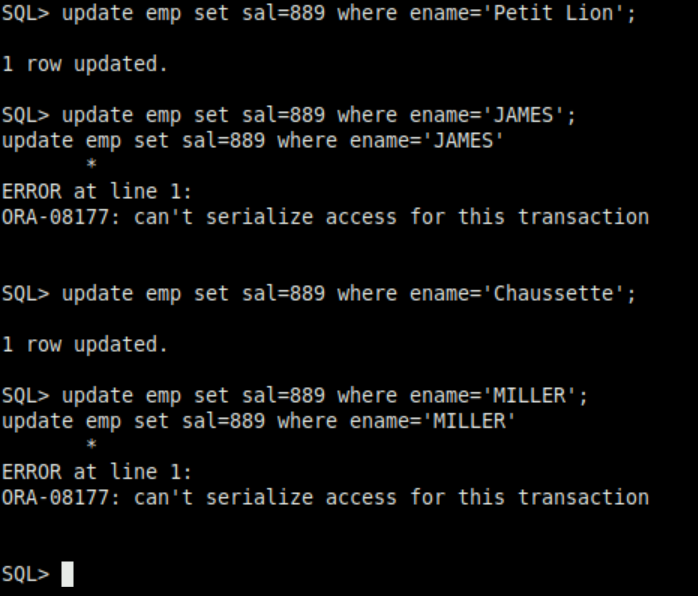 SQL> update emp set sal=889 where ename='Petit Lion';
1 row updated.
SQL> update emp set sal=889 where ename='JAMES';
update emp set sal=889 where ename='JAMES'
*
ERROR at line 1:
ORA-08177: can't serialize access for this transaction
SQL> update emp set sal=889 where ename='Chaussette';
1 row updated.
SQL> update emp set sal=889 where ename='MILLER';
update emp set sal=889 where ename='MILLER'
*
ERROR at line 1:
ORA-08177: can't serialize access for this transaction
SQL>